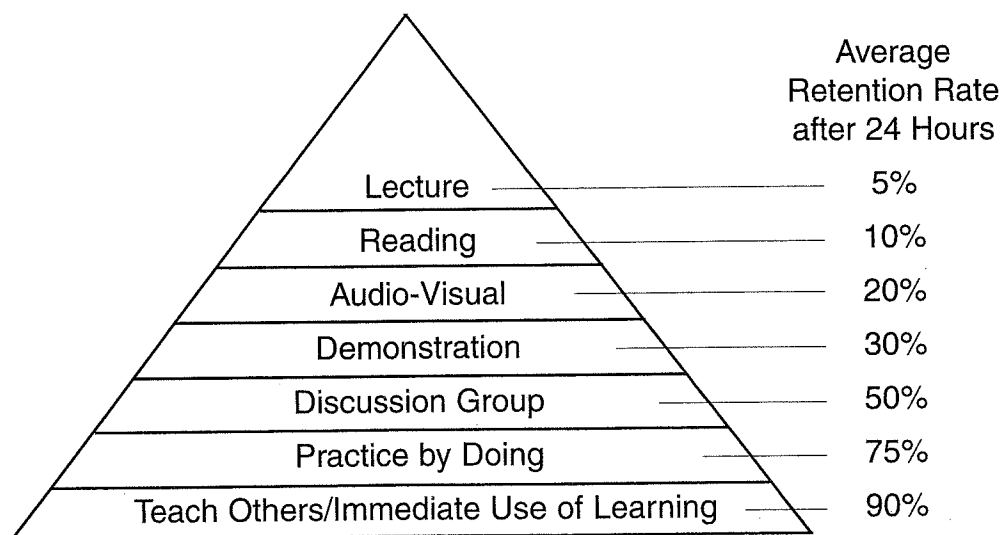 Average
Retention Rate
after 24 Hours
Lecture 5%
Reading 10%
Audio-Visual 20%
Demonstration 30%
Discussion Group 50%
Practice by Doing 75%
Teach Others/Immediate Use of Learning 90%